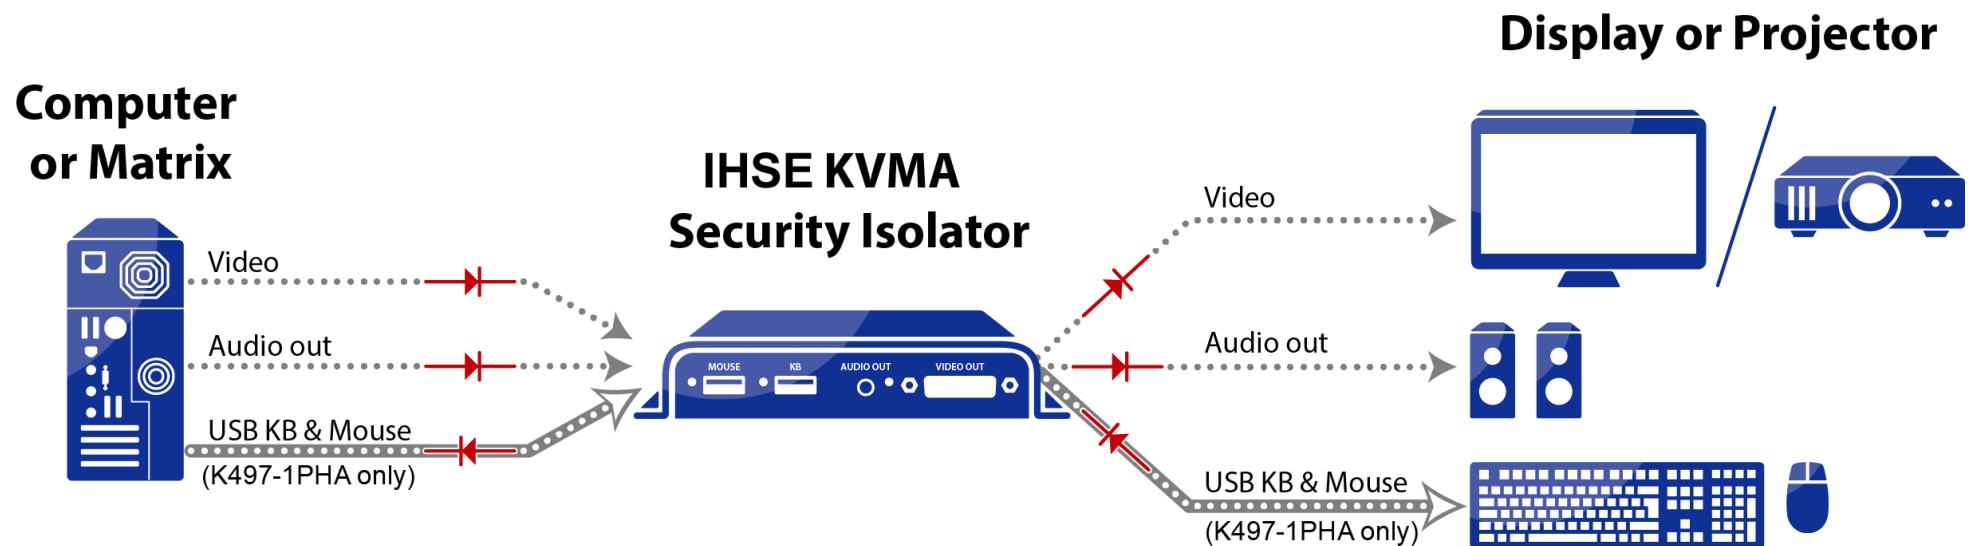 Display or Projector
Computer
or Matrix
IHSE KVMA
Security Isolator
Video
Audio out
USB KB & Mouse
(K497-1PHA only)
MOUSE
KB
AUDIO OUT
VIDEO OUT
Video
Audio out
USB KB & Mouse
(K497-1PHA only)